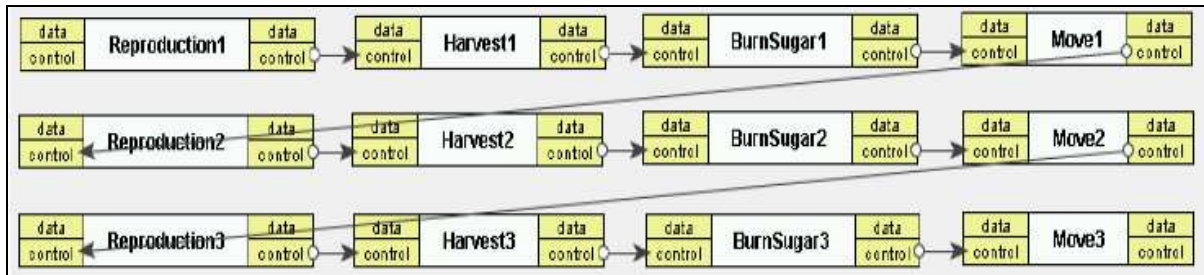 data Reproduction1 data data Harvest1 data data BurnSugar1 data data Move1 data
control control control control control control control control
data Reproduction2 data data Harvest2 data data BurnSugar2 data data Move2 data
control control control control control control control control
data Reproduction3 data data Harvest3 data data BurnSugar3 data data Move3 data
control control control control control control control control